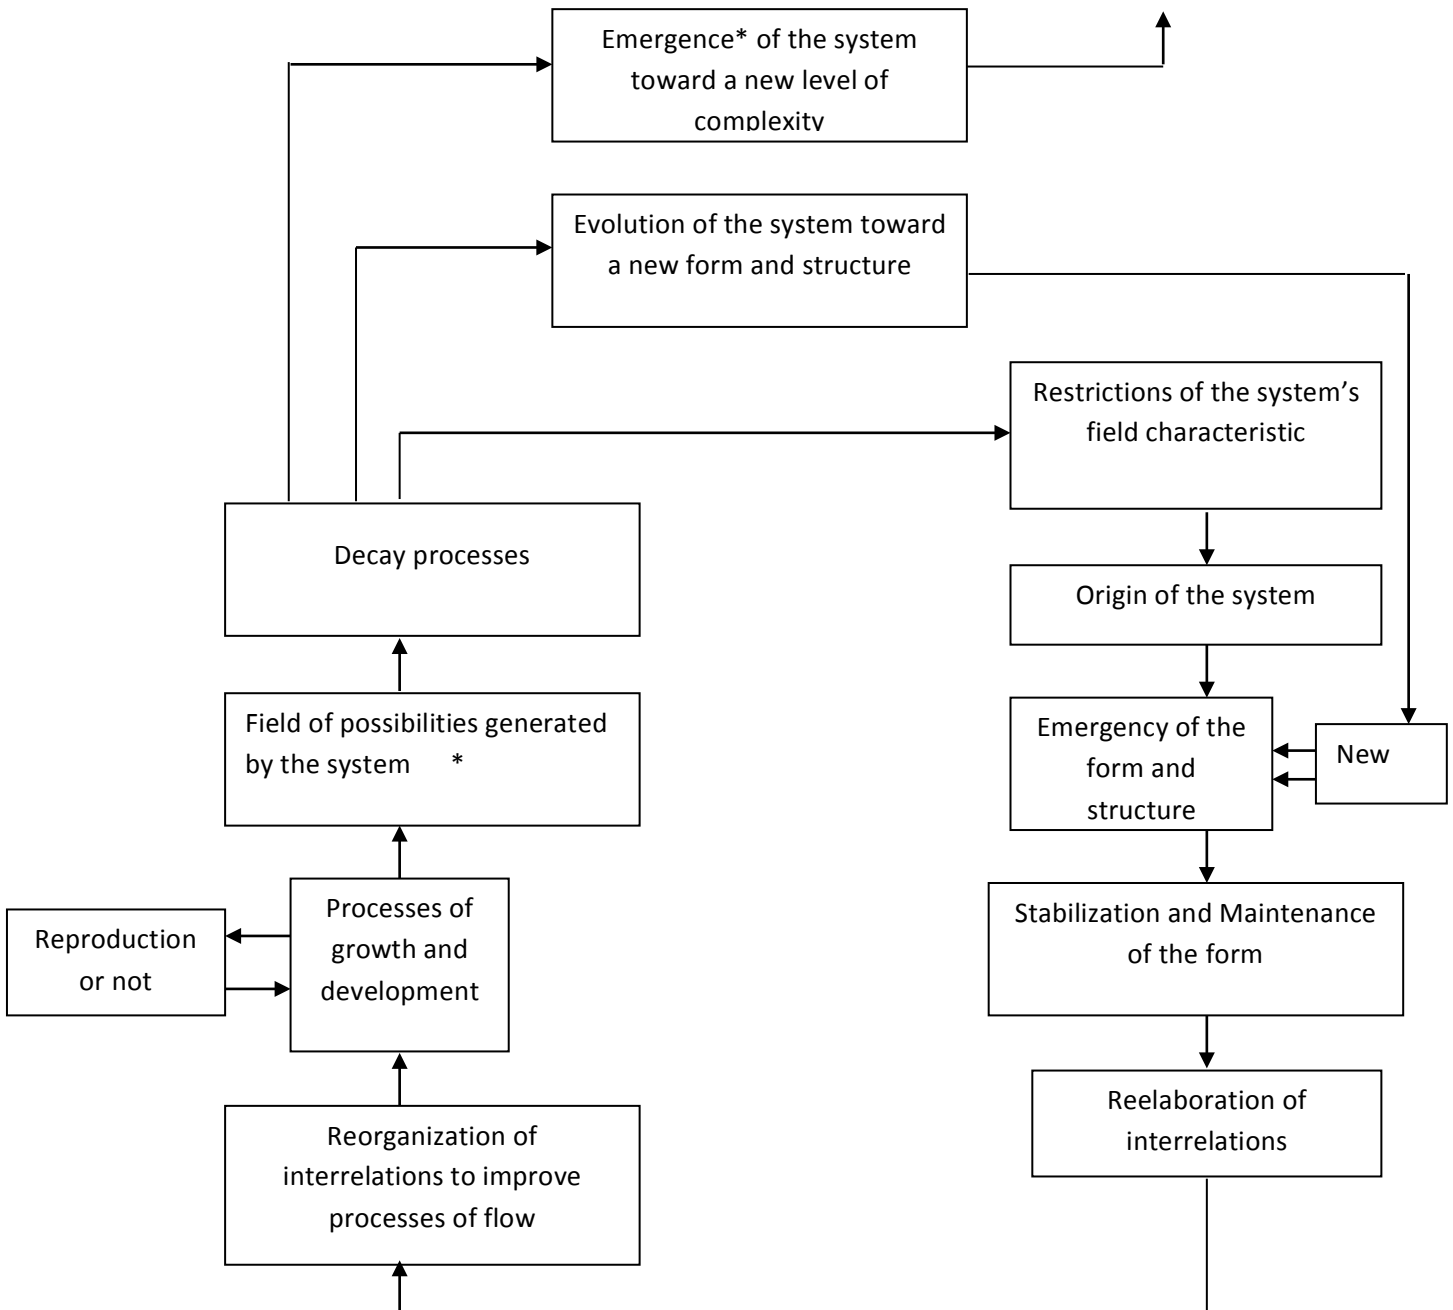 Emergence* of the system
toward a new level of
complexity
Evolution of the system toward
a new form and structure
Restrictions of the system’s
field characteristic
Decay processes
Origin of the system
Field of possibilities generated
by the system *
Emergency of the
form and
structure
New
Processes of
growth and
development
Reproduction
or not
Stabilization and Maintenance
of the form
Reelaboration of
interrelations
Reorganization of
interrelations to improve
processes of flow